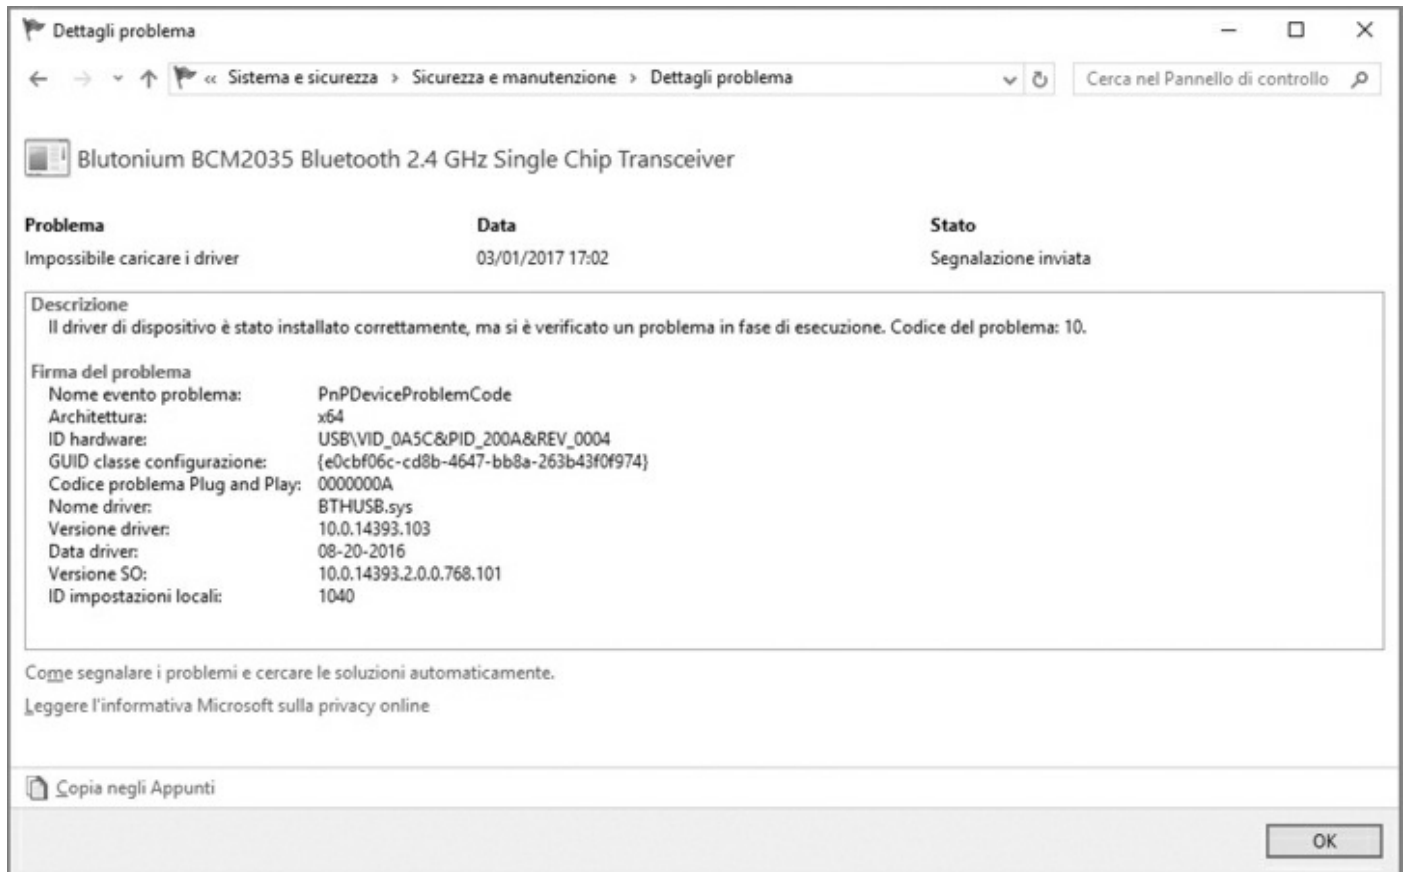 Dettagli problema
« Sistema e sicurezza > Sicurezza e manutenzione > Dettagli problema
Cerca nel Pannello di controllo
Blutonium BCM2035 Bluetooth 2.4 GHz Single Chip Transceiver
Problema Data Stato
Impossibile caricare i driver 03/01/2017 17:02 Segnalazione inviata
Descrizione
Il driver di dispositivo è stato installato correttamente, ma si è verificato un problema in fase di esecuzione. Codice del problema: 10.
Firma del problema
Nome evento problema: PnPDeviceProblemCode
Architettura: x64
ID hardware: USB\VID_0A5C&PID_200A&REV_0004
GUID classe configurazione: {e0cbf06c-cd8b-4647-bb8a-263b43f0f974}
Codice problema Plug and Play: 0000000A
Nome driver: BTHUSB.sys
Versione driver: 10.0.14393.103
Data driver: 08-20-2016
Versione SO: 10.0.14393.2.0.0.768.101
ID impostazioni locali: 1040
Come segnalare i problemi e cercare le soluzioni automaticamente.
Leggere l'informativa Microsoft sulla privacy online
Copia negli Appunti
OK